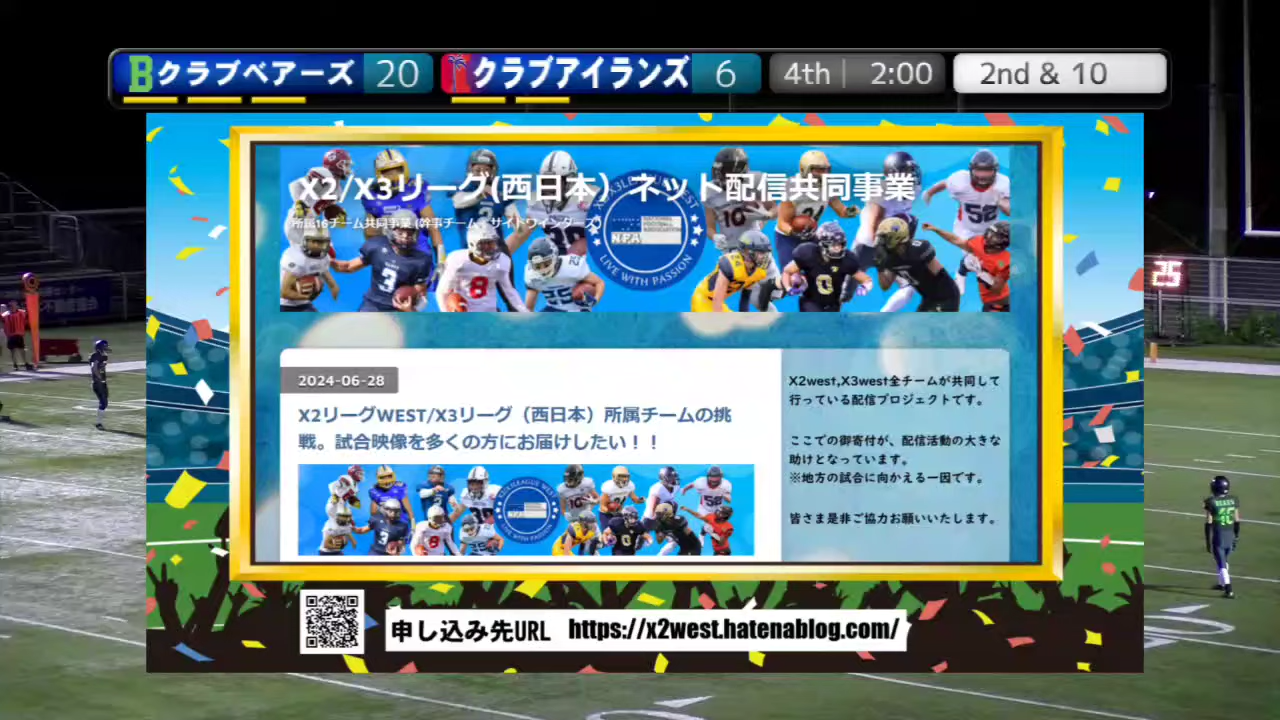 B クラブベアーズ 20 クラブアイランズ 6 4th 2:00 2nd & 10
X2/X3リーグ(西日本）ネット配信共同事業
LIVE WITH PASSION
10
52
3
8
25
0
25
2024-06-28
X2リーグWEST/X3リーグ（西日本）所属チームの挑
戦。試合映像を多くの方にお届けしたい！！
X2west,X3west全チームが共同して
行っている配信プロジェクトです。
ここでの御寄付が、配信活動の大きな
助けとなっています。
※地方の試合に向かえる一因です。
皆さま是非ご協力お願いいたします。
申し込み先URL https://x2west.hatenablog.com/